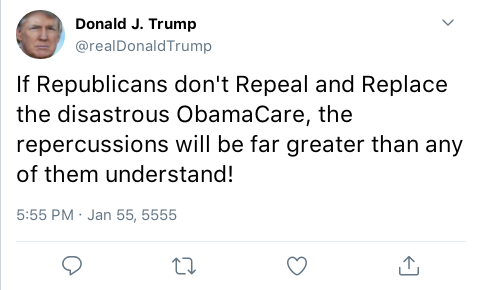 Donald J. Trump
@realDonaldTrump
If Republicans don't Repeal and Replace
the disastrous ObamaCare, the
repercussions will be far greater than any
of them understand!
5:55 PM · Jan 55, 5555